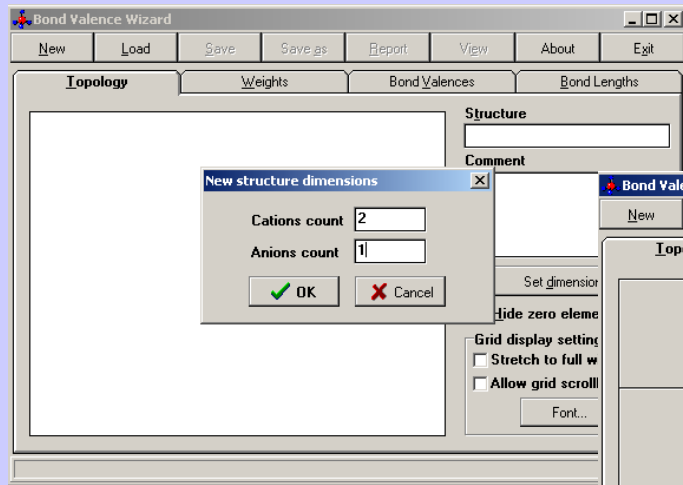 Bond Valence Wizard
New Load Save Save as Report View About Exit
Topology Weights Bond Valences Bond Lengths
Structure
Comment
New structure dimensions
Cations count 2
Anions count 1
OK Cancel
Set dimension
Hide zero eleme
Grid display setting
Stretch to full w
Allow grid scroll
Font...
Bond Vale
New
Top